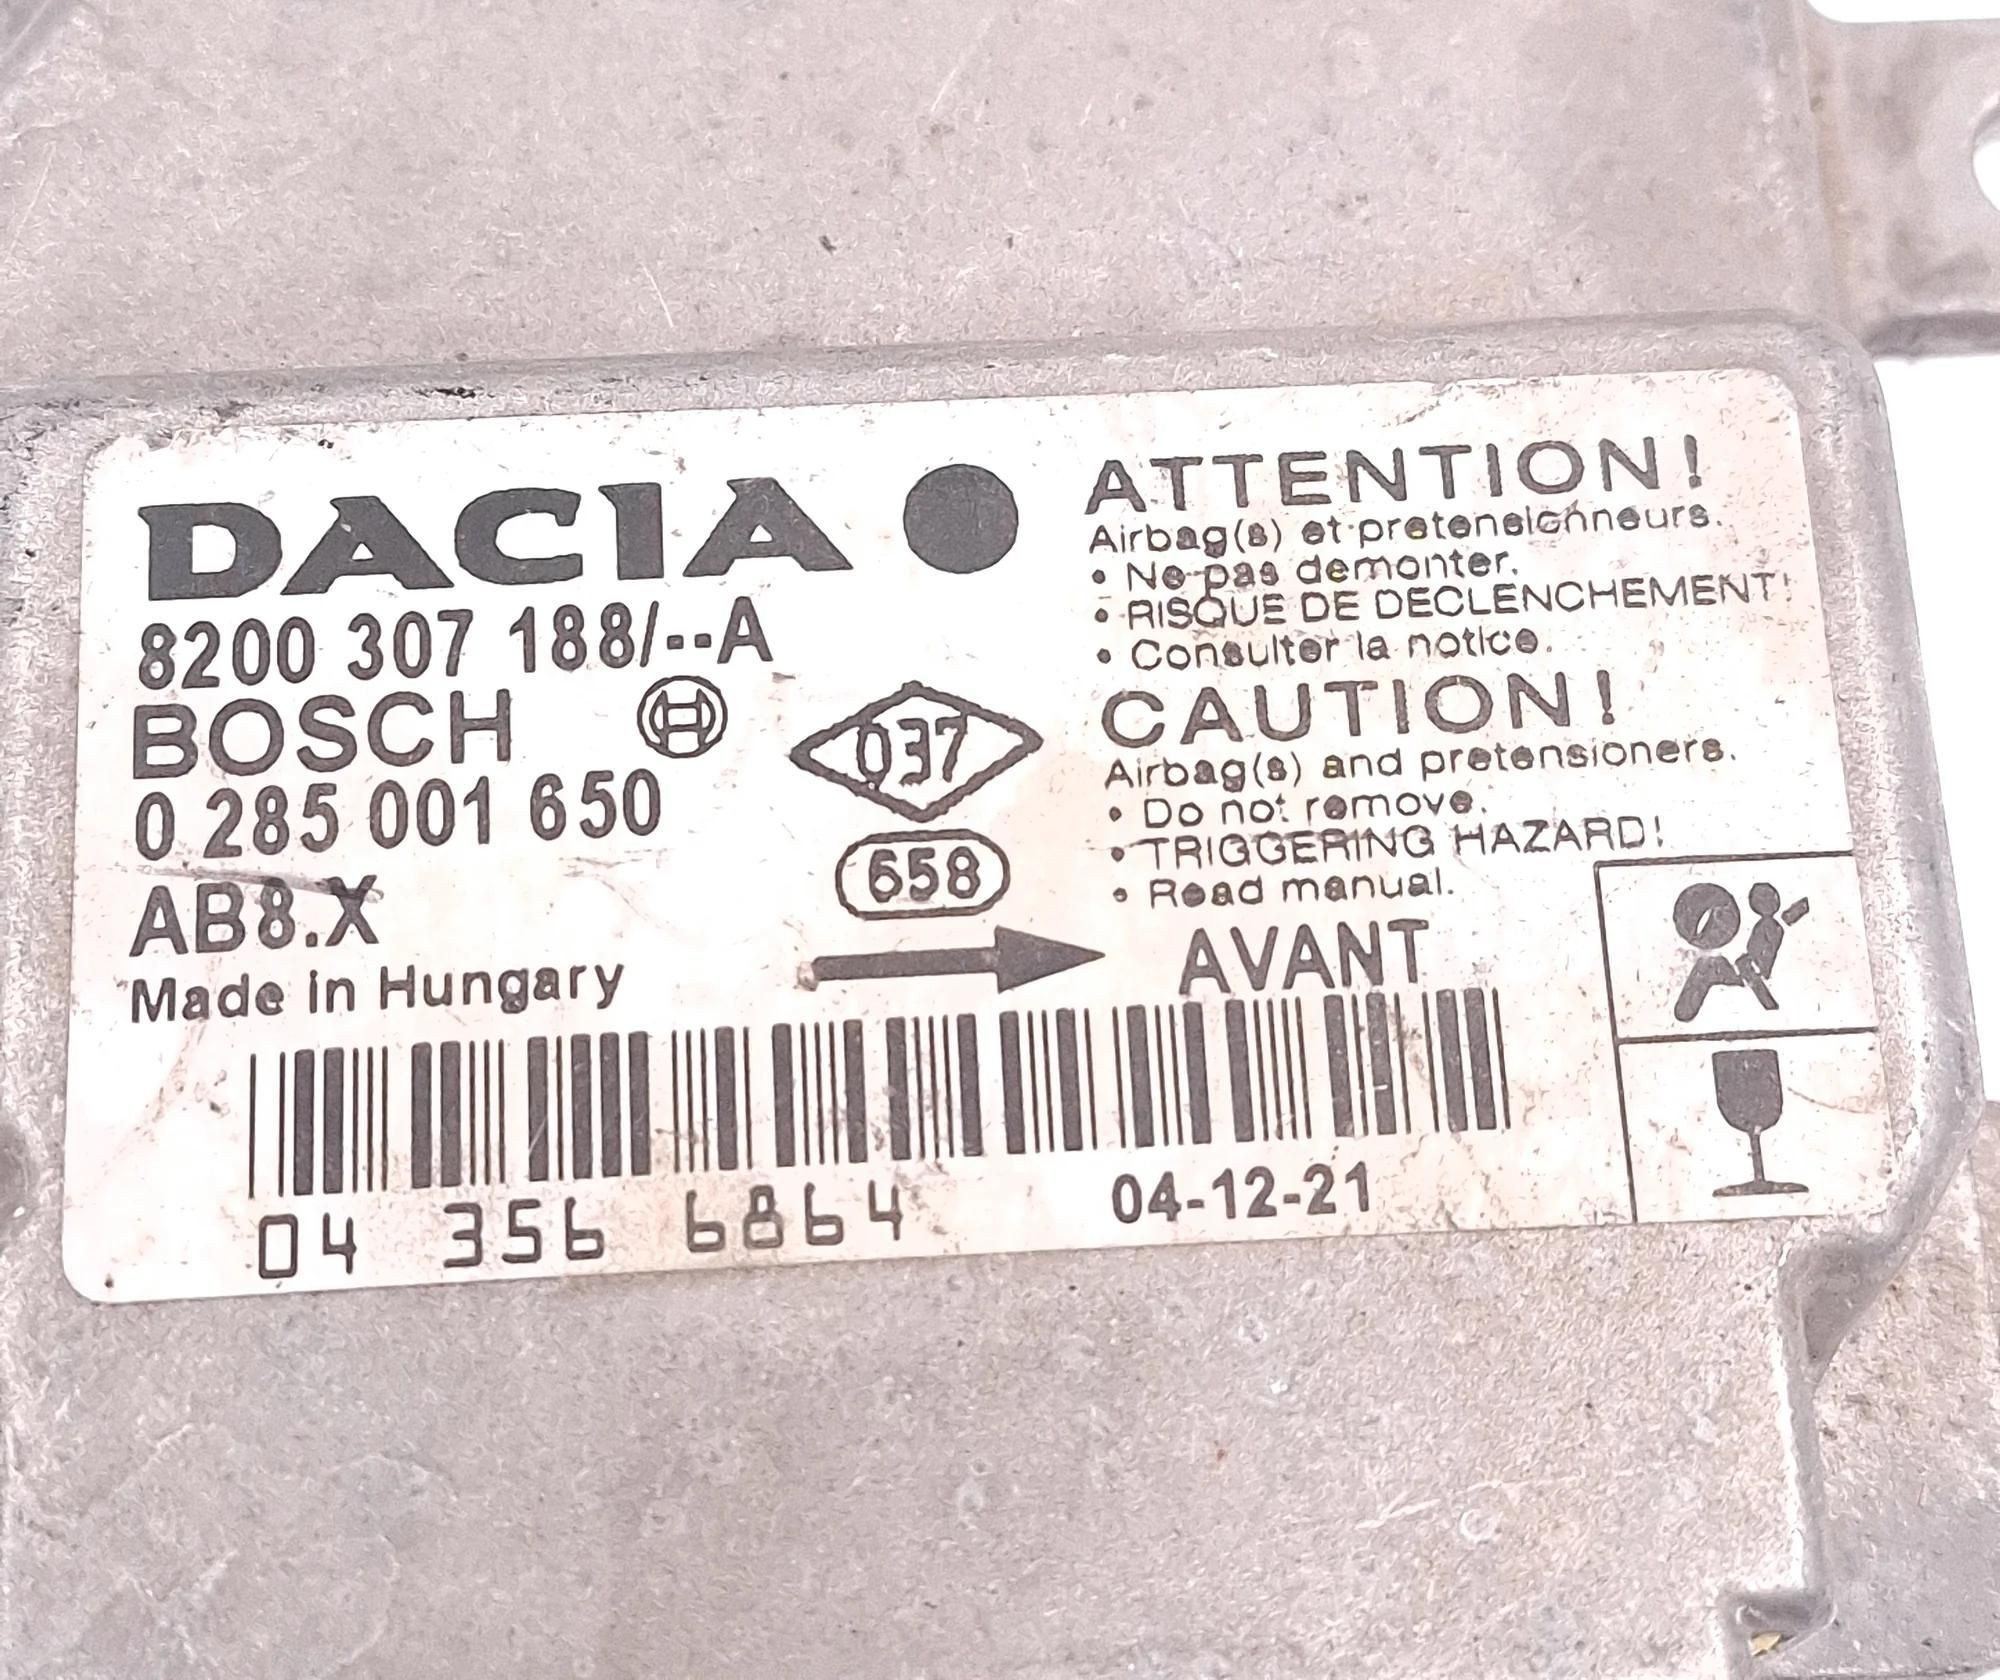 DACIA
8200 307 188/--A
BOSCH
0 285 001 650
AB8.X
Made in Hungary
037
658
ATTENTION!
Airbag(s) et pretensionneurs.
• Ne pas demonter.
• RISQUE DE DECLENCHEMENT!
• Consulter la notice.
CAUTION!
Airbag(s) and pretensioners.
• Do not remove.
• TRIGGERING HAZARD!
• Read manual.
AVANT
04 356 6864
04-12-21